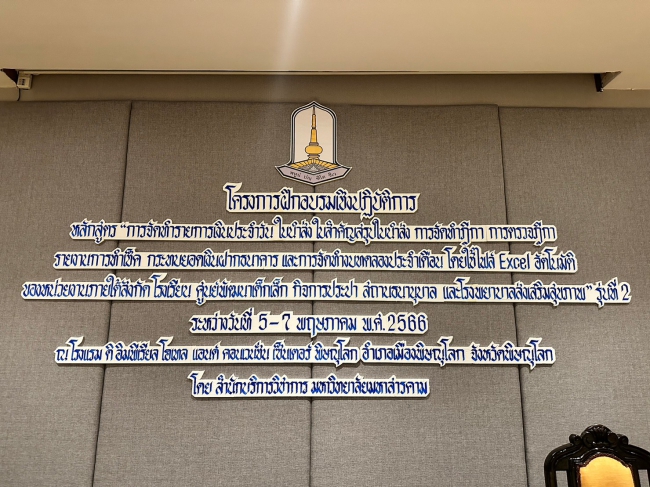 โครงการฝึกอบรมเชิงปฏิบัติการ
หลักสูตร "การจัดทำรายการเงินประจำวัน ใบนำส่ง ใบสำคัญสรุปใบนำส่ง การจัดทำฎีกา การตรวจฎีกา
รายงานการทำเช็ค กระทบยอดเงินฝากธนาคาร และการจัดทำงบทดลองประจำเดือน โดยใช้ไฟล์ Excel อัตโนมัติ
ของหน่วยงานภายใต้สังกัด โรงเรียน ศูนย์พัฒนาเด็กเล็ก กิจการประปา สถานธนานุบาล และโรงพยาบาลส่งเสริมสุขภาพ" รุ่นที่ 2
ระหว่างวันที่ 5-7 พฤษภาคม พ.ศ.2566
ณ โรงแรม ดิ อิมพีเรียล โฮเทล แอนด์ คอนเวนชั่น เซ็นเตอร์ พิษณุโลก อำเภอเมืองพิษณุโลก จังหวัดพิษณุโลก
โดย สำนักบริการวิชาการ มหาวิทยาลัยมหาสารคาม